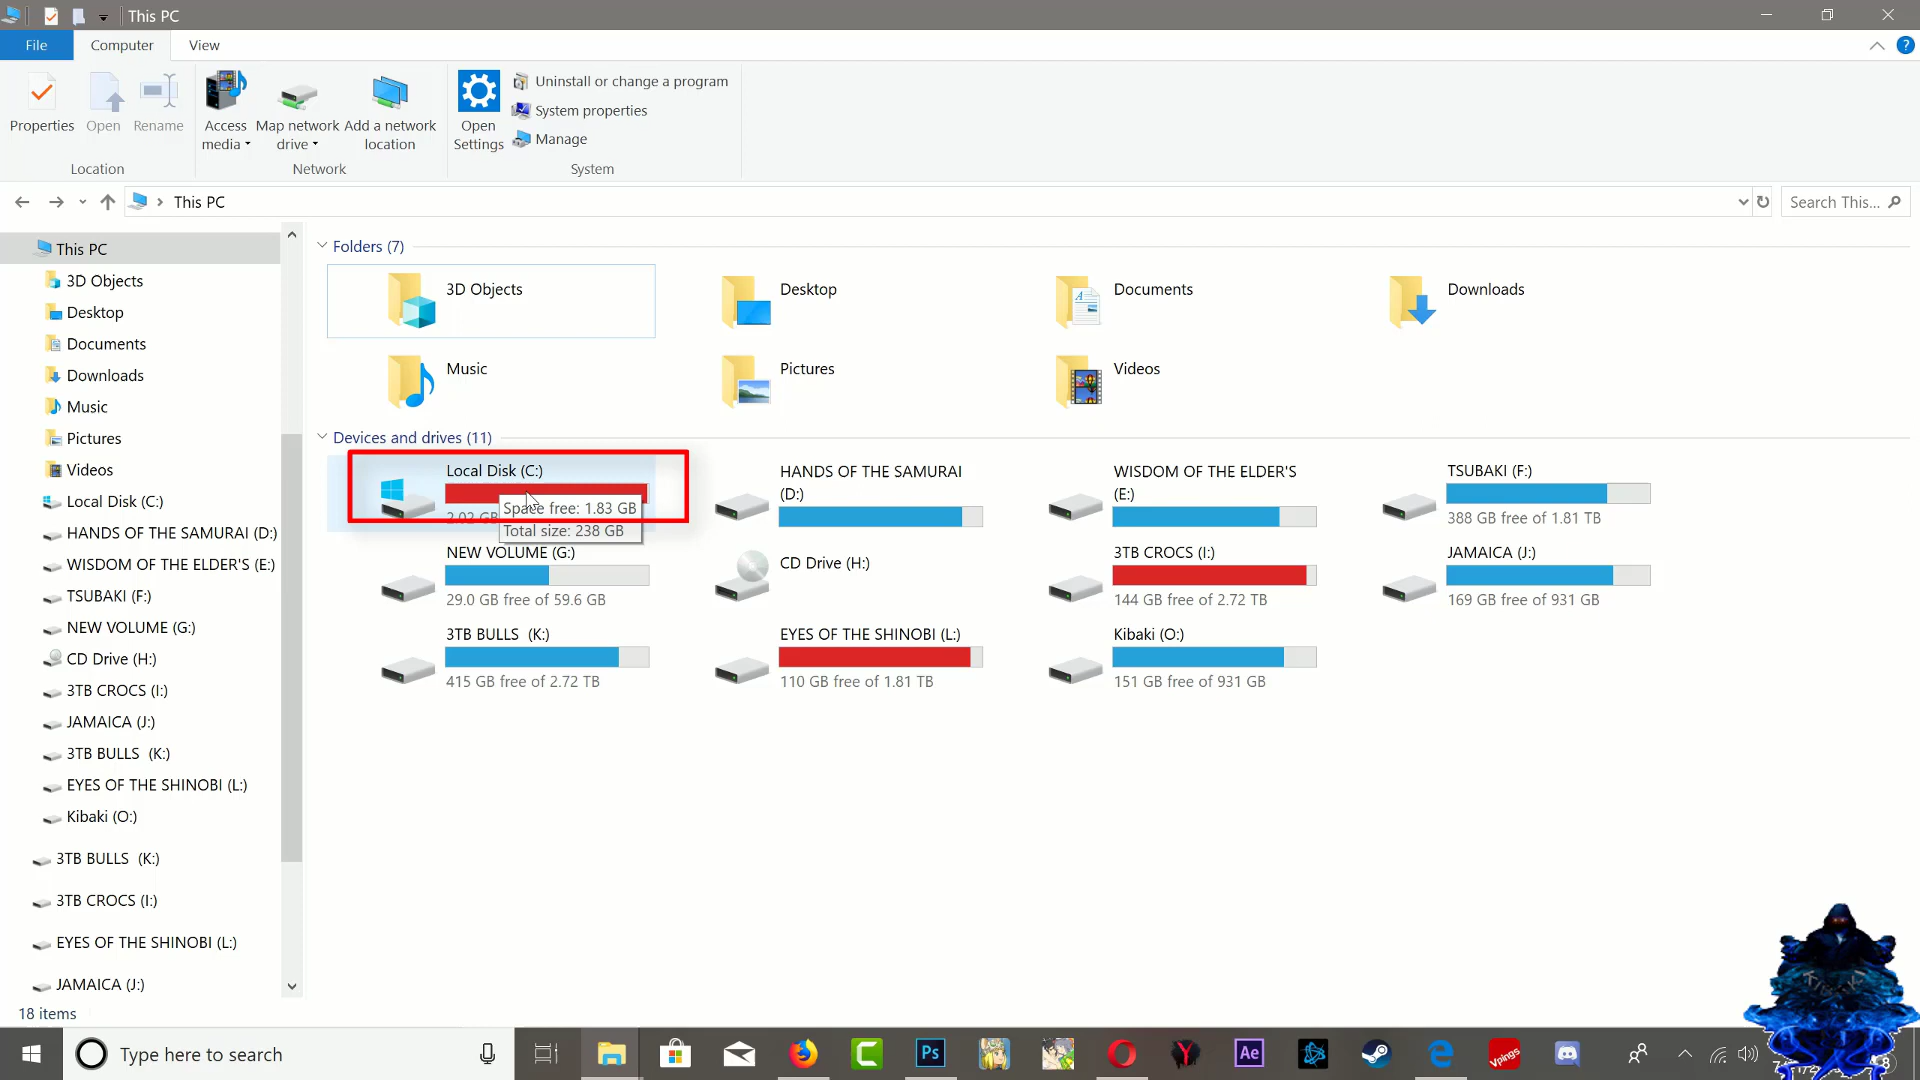 This PC
File
Computer
View
Properties
Open
Rename
Access media
Map network drive
Add a network location
Open Settings
Uninstall or change a program
System properties
Manage
Location
Network
System
This PC
Search This...
This PC
3D Objects
Desktop
Documents
Downloads
Music
Pictures
Videos
Local Disk (C:)
HANDS OF THE SAMURAI (D:)
WISDOM OF THE ELDER'S (E:)
TSUBAKI (F:)
NEW VOLUME (G:)
CD Drive (H:)
3TB CROCS (I:)
JAMAICA (J:)
3TB BULLS (K:)
EYES OF THE SHINOBI (L:)
Kibaki (O:)
3TB BULLS (K:)
3TB CROCS (I:)
EYES OF THE SHINOBI (L:)
JAMAICA (J:)
Folders (7)
3D Objects
Desktop
Documents
Downloads
Music
Pictures
Videos
Devices and drives (11)
Local Disk (C:)
2.02 GB
Space free: 1.83 GB
Total size: 238 GB
HANDS OF THE SAMURAI
(D:)
WISDOM OF THE ELDER'S
(E:)
TSUBAKI (F:)
388 GB free of 1.81 TB
NEW VOLUME (G:)
29.0 GB free of 59.6 GB
CD Drive (H:)
3TB CROCS (I:)
144 GB free of 2.72 TB
JAMAICA (J:)
169 GB free of 931 GB
3TB BULLS (K:)
415 GB free of 2.72 TB
EYES OF THE SHINOBI (L:)
110 GB free of 1.81 TB
Kibaki (O:)
151 GB free of 931 GB
18 items
Type here to search
Ps
Ae
Vpings